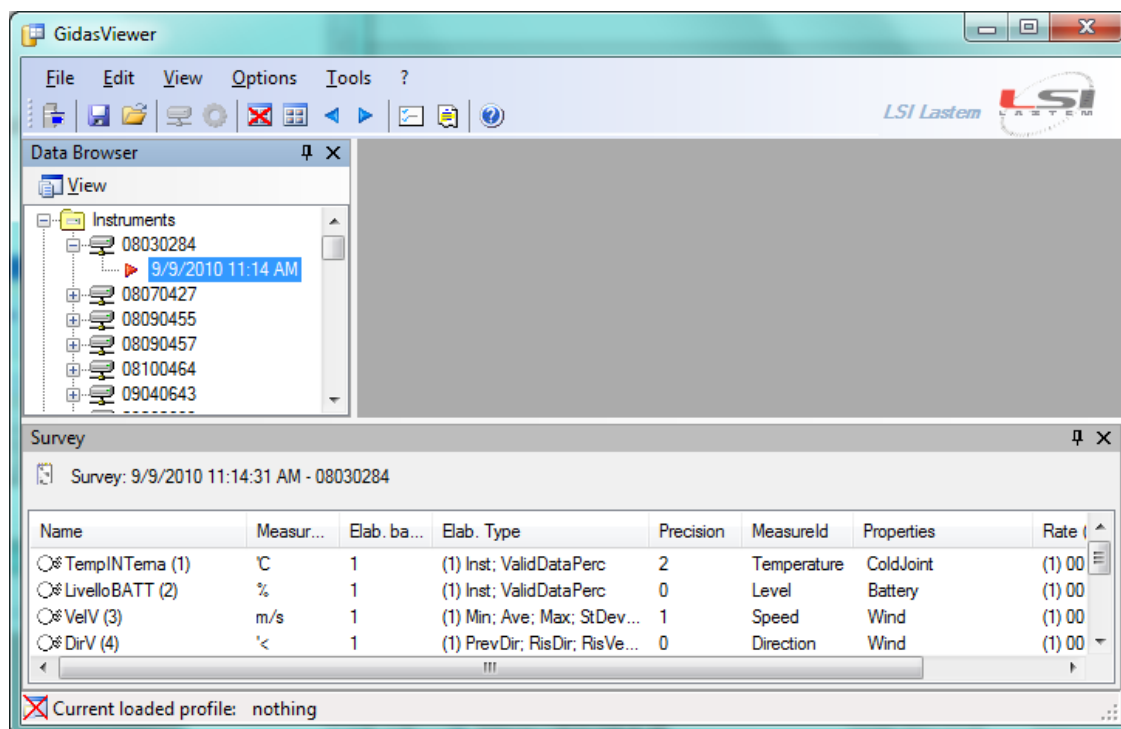 GidasViewer
File Edit View Options Tools ?
LSI Lastem LSI
LASTEM
Data Browser
View
Instruments
08030284
9/9/2010 11:14 AM
08070427
08090455
08090457
08100464
09040643
Survey
Survey: 9/9/2010 11:14:31 AM - 08030284
Name Measur... Elab. ba... Elab. Type Precision MeasureId Properties Rate (
TempINTerna (1) °C 1 (1) Inst; ValidDataPerc 2 Temperature ColdJoint (1) 00
LivelloBATT (2) % 1 (1) Inst; ValidDataPerc 0 Level Battery (1) 00
VelV (3) m/s 1 (1) Min; Ave; Max; StDev... 1 Speed Wind (1) 00
DirV (4) °< 1 (1) PrevDir; RisDir; RisVe... 0 Direction Wind (1) 00
Current loaded profile: nothing